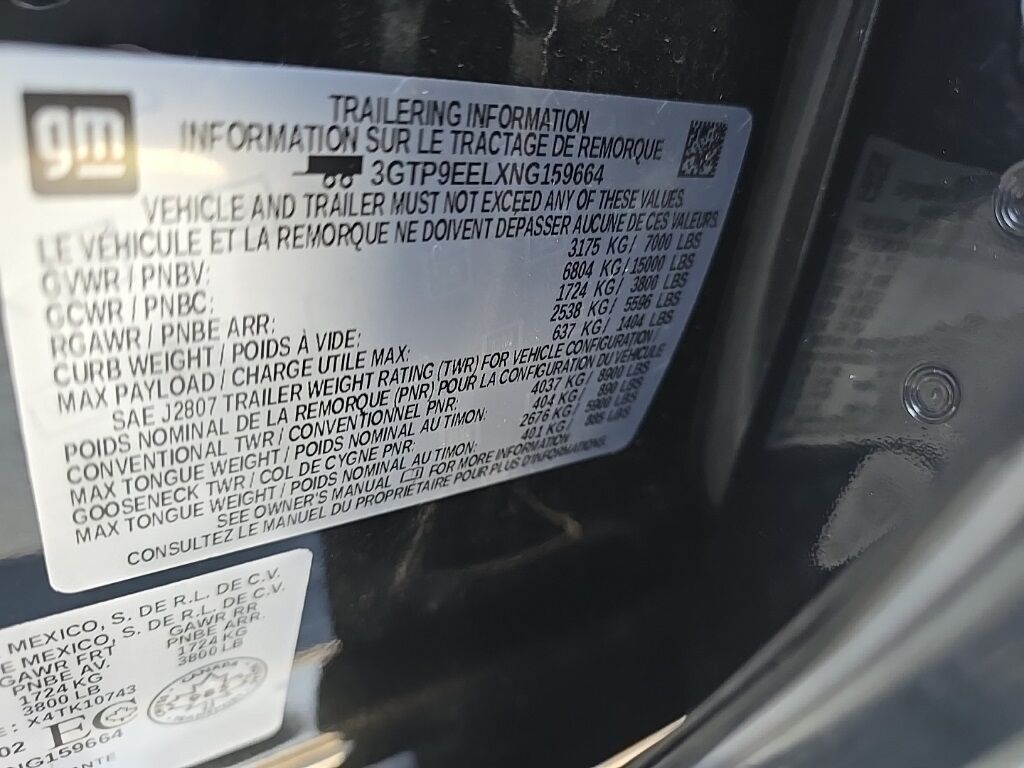 gm
TRAILERING INFORMATION
INFORMATION SUR LE TRACTAGE DE REMORQUE
3GTP9EELXNG159664
VEHICLE AND TRAILER MUST NOT EXCEED ANY OF THESE VALUES.
LE VÉHICULE ET LA REMORQUE NE DOIVENT DÉPASSER AUCUNE DE CES VALEURS.
GVWR / PNBV: 3175 KG/ 7000 LBS
GCWR / PNBC: 6804 KG/15000 LBS
RGAWR / PNBE ARR: 1724 KG/ 3800 LBS
CURB WEIGHT / POIDS À VIDE: 2538 KG/ 5596 LBS
MAX PAYLOAD / CHARGE UTILE MAX: 637 KG/ 1404 LBS
SAE J2807 TRAILER WEIGHT RATING (TWR) FOR VEHICLE CONFIGURATION/
POIDS NOMINAL DE LA REMORQUE (PNR) POUR LA CONFIGURATION DU VÉHICULE
CONVENTIONAL TWR / CONVENTIONNEL PNR: 4037 KG/ 8900 LBS
MAX TONGUE WEIGHT / POIDS NOMINAL AU TIMON: 404 KG/ 890 LBS
GOOSENECK TWR / COL DE CYGNE PNR: 2676 KG/ 5900 LBS
MAX TONGUE WEIGHT / POIDS NOMINAL AU TIMON: 401 KG/ 885 LBS
SEE OWNER'S MANUAL FOR MORE INFORMATION.
CONSULTEZ LE MANUEL DU PROPRIÉTAIRE POUR PLUS D'INFORMATIONS.
MEXICO, S. DE R.L. DE C.V.
E MEXICO, S. DE R.L. DE C.V.
GAWR FRT GAWR RR
PNBE AV. PNBE ARR.
1724 KG 1724 KG
3800 LB 3800 LB
E: X4TK10743
02 EC
CANADA
NG159664